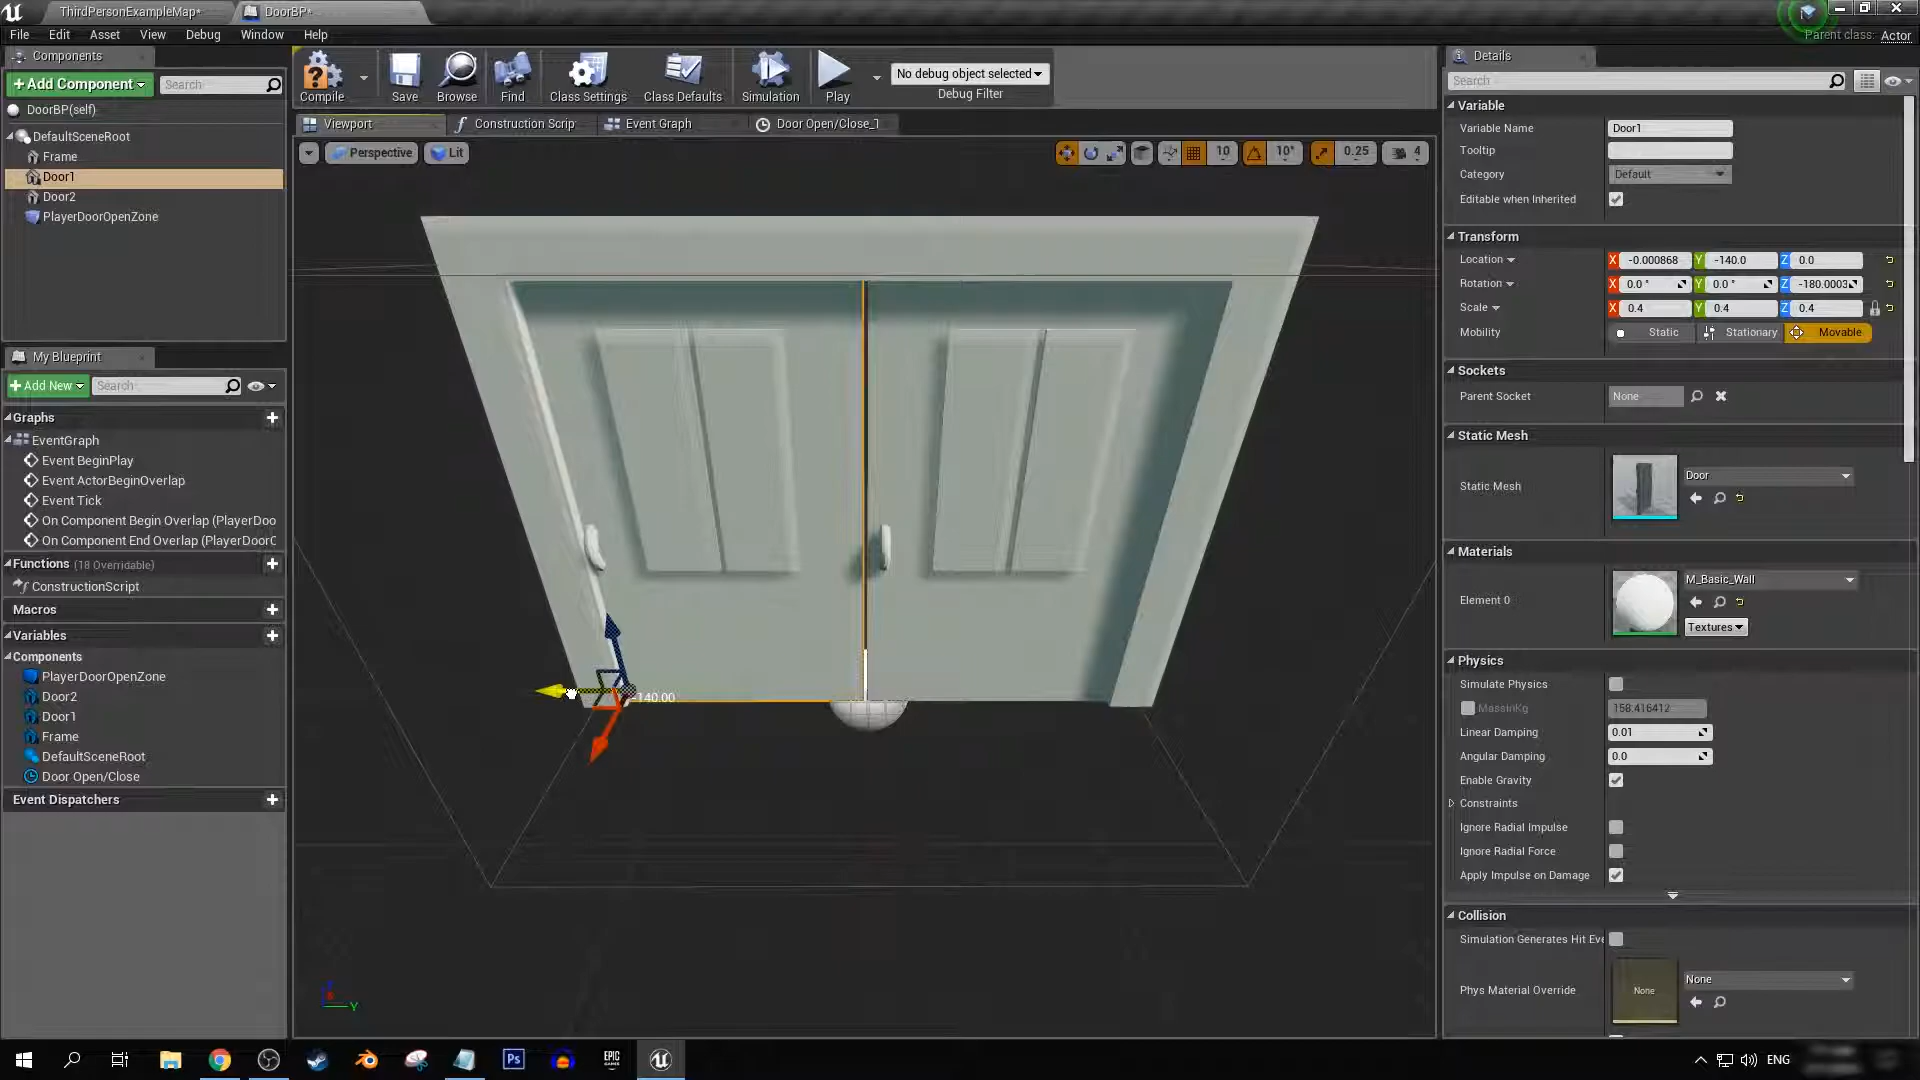 ThirdPersonExampleMap*
DoorBP*
File Edit Asset View Debug Window Help
Parent class: Actor
Components
+Add Component Search
DoorBP(self)
DefaultSceneRoot
Frame
Door1
Door2
PlayerDoorOpenZone
My Blueprint
+Add New Search
Graphs
EventGraph
Event BeginPlay
Event ActorBeginOverlap
Event Tick
On Component Begin Overlap (PlayerDoo
On Component End Overlap (PlayerDoorC
Functions (18 Overridable)
ConstructionScript
Macros
Variables
Components
PlayerDoorOpenZone
Door2
Door1
Frame
DefaultSceneRoot
Door Open/Close
Event Dispatchers
Compile Save Browse Find Class Settings Class Defaults Simulation Play
No debug object selected
Debug Filter
Viewport Construction Scrip Event Graph Door Open/Close_1
Perspective Lit
10 10° 0.25 4
-140.00
Y
Details
Search
Variable
Variable Name Door1
Tooltip
Category Default
Editable when Inherited
Transform
Location X -0.000868 Y -140.0 Z 0.0
Rotation X 0.0 ° Y 0.0 ° Z -180.0003
Scale X 0.4 Y 0.4 Z 0.4
Mobility Static Stationary Movable
Sockets
Parent Socket None
Static Mesh
Static Mesh Door
Materials
Element 0 M_Basic_Wall
Textures
Physics
Simulate Physics
MassInKg 158.416412
Linear Damping 0.01
Angular Damping 0.0
Enable Gravity
Constraints
Ignore Radial Impulse
Ignore Radial Force
Apply Impulse on Damage
Collision
Simulation Generates Hit Eve
Phys Material Override None None
Ps
EPIC GAMES
ENG